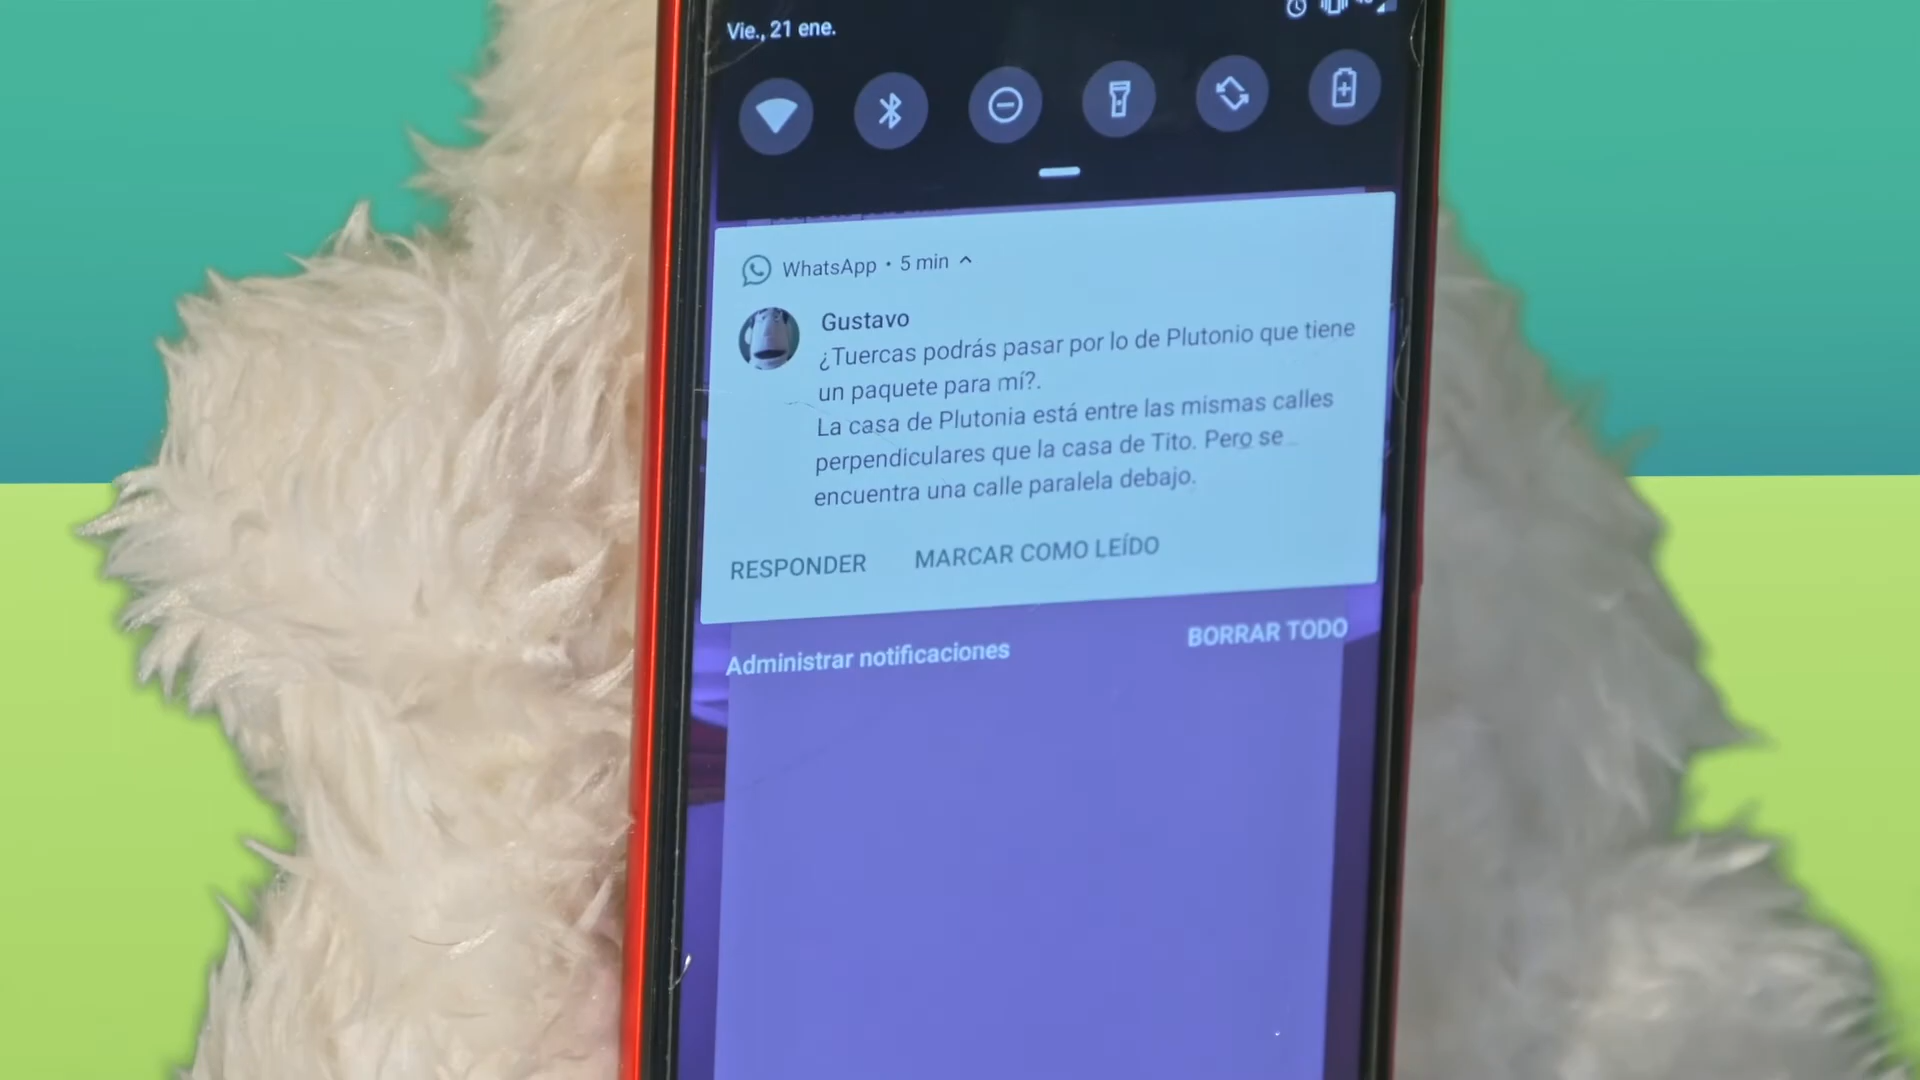 Vie., 21 ene.
WhatsApp • 5 min
Gustavo
¿Tuercas podrás pasar por lo de Plutonio que tiene
un paquete para mí?.
La casa de Plutonia está entre las mismas calles
perpendiculares que la casa de Tito. Pero se
encuentra una calle paralela debajo.
RESPONDER MARCAR COMO LEÍDO
Administrar notificaciones BORRAR TODO